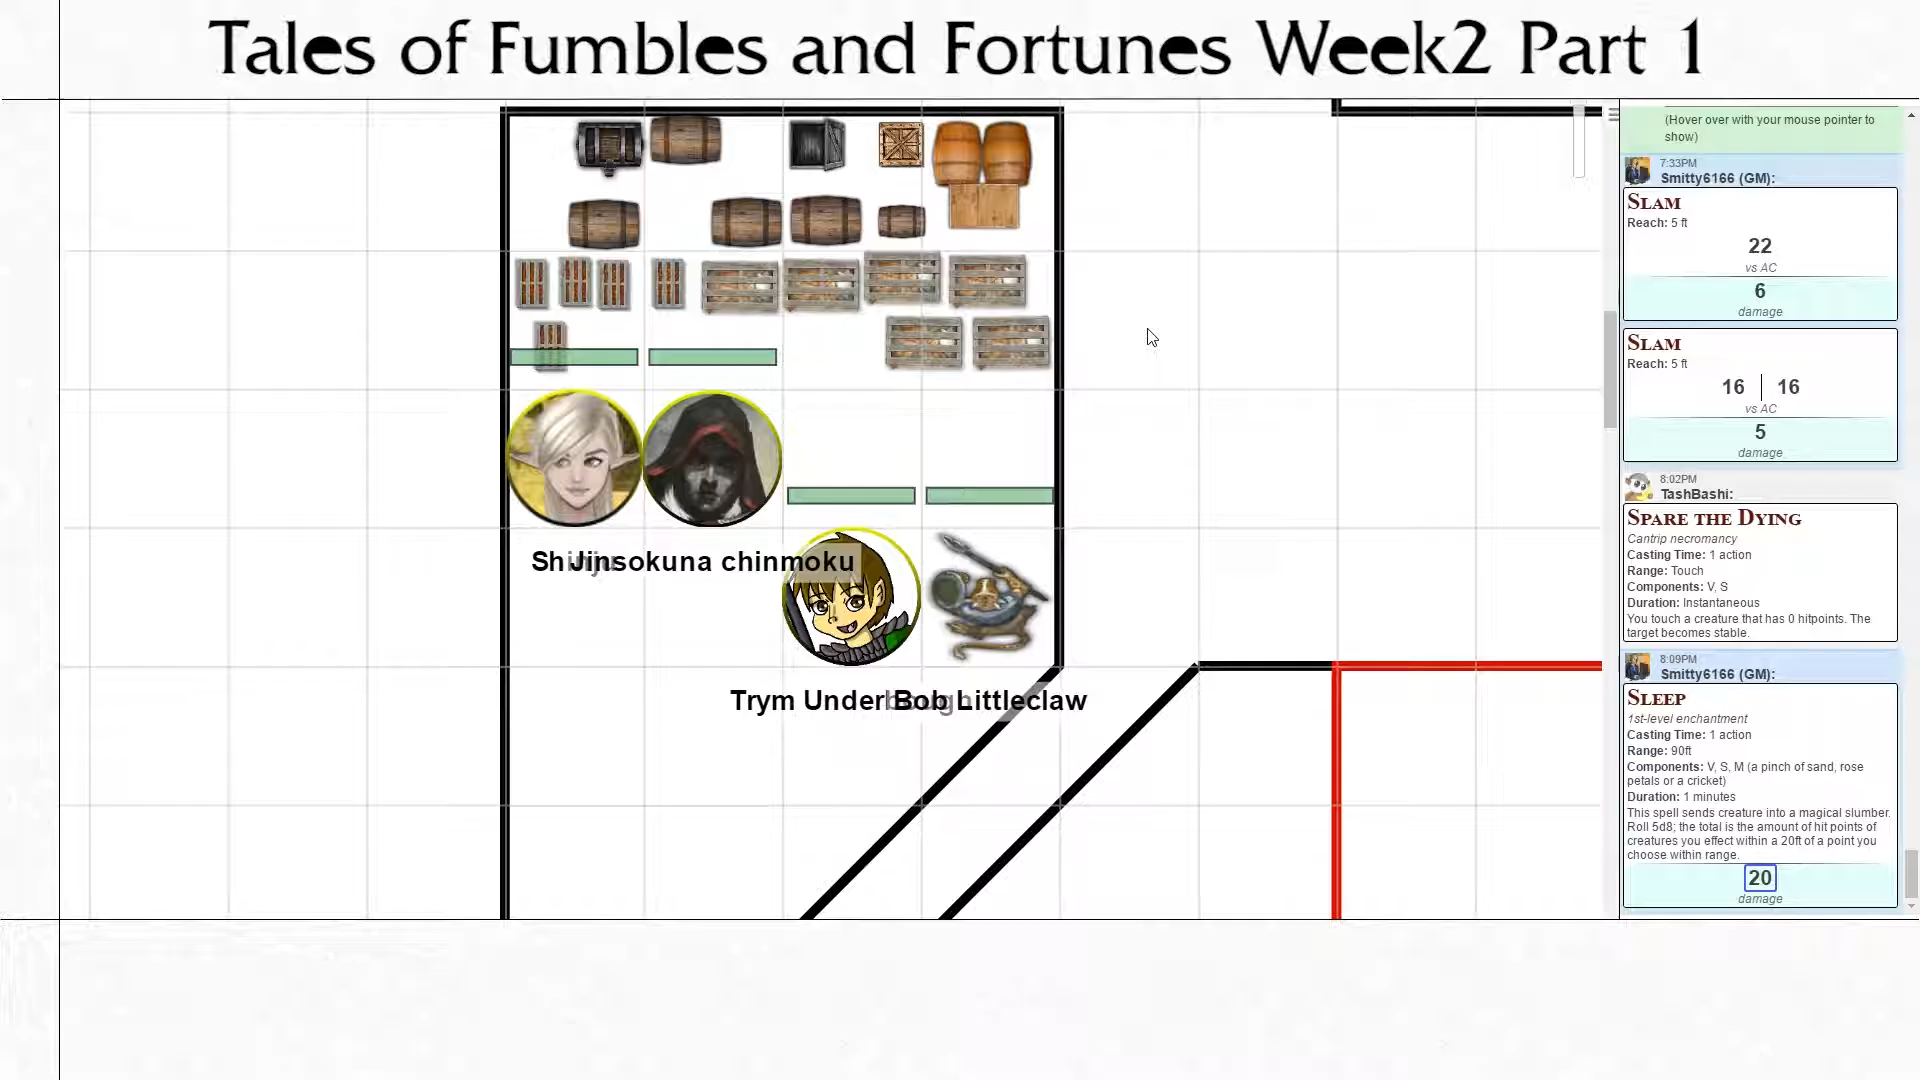 Tales of Fumbles and Fortunes Week2 Part 1
(Hover over with your mouse pointer to
show)
7:33PM
Smitty6166 (GM):
SLAM
Reach: 5 ft
22
vs AC
6
damage
SLAM
Reach: 5 ft
16 | 16
vs AC
5
damage
8:02PM
TashBashi:
SPARE THE DYING
Cantrip necromancy
Casting Time: 1 action
Range: Touch
Components: V, S
Duration: Instantaneous
You touch a creature that has 0 hitpoints. The
target becomes stable.
8:09PM
Smitty6166 (GM):
SLEEP
1st-level enchantment
Casting Time: 1 action
Range: 90ft
Components: V, S, M (a pinch of sand, rose
petals or a cricket)
Duration: 1 minutes
This spell sends creature into a magical slumber.
Roll 5d8; the total is the amount of hit points of
creatures you effect within a 20ft of a point you
choose within range.
20
damage
Jinsokuna chinmoku
Trym Under
Bob Littleclaw